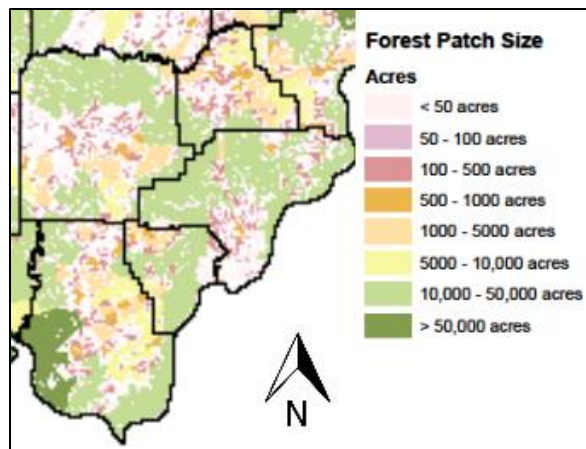 Forest Patch Size
Acres
< 50 acres
50 - 100 acres
100 - 500 acres
500 - 1000 acres
1000 - 5000 acres
5000 - 10,000 acres
10,000 - 50,000 acres
> 50,000 acres
N